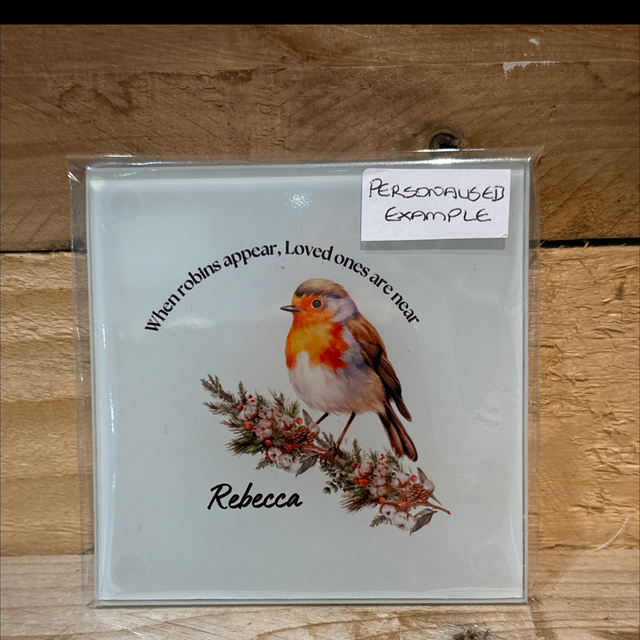 PERSONALISED
EXAMPLE
When robins appear, Loved ones are near
Rebecca